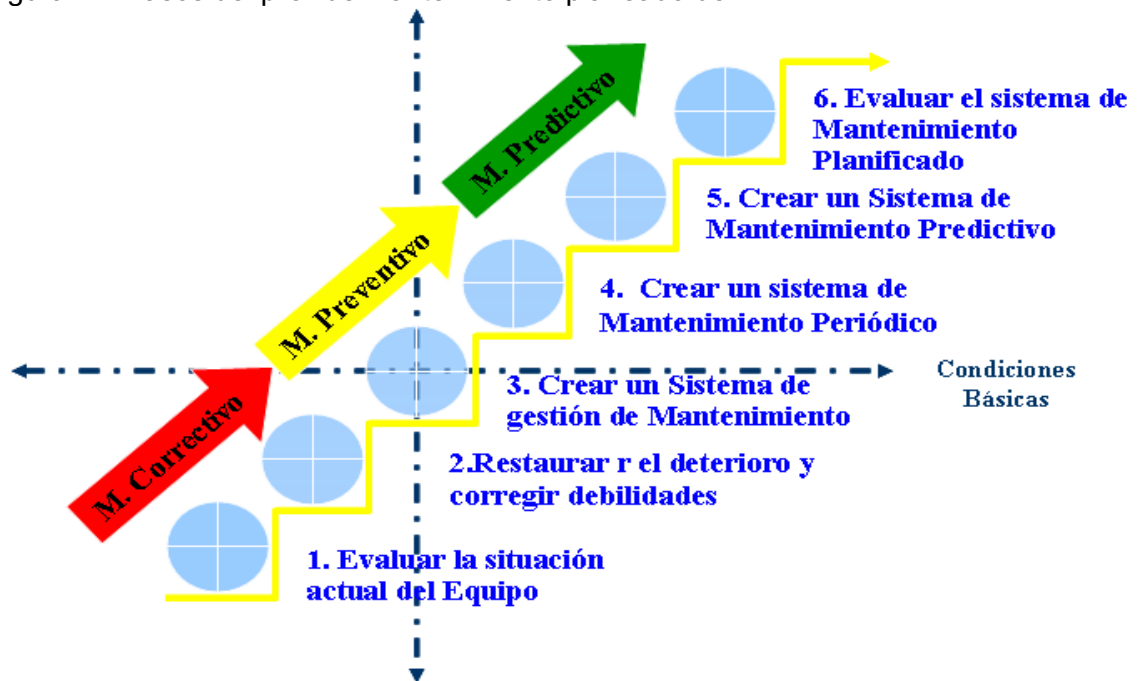 M. Predictivo
M. Preventivo
M. Correctivo
6. Evaluar el sistema de
Mantenimiento
Planificado
5. Crear un Sistema de
Mantenimiento Predictivo
4. Crear un sistema de
Mantenimiento Periódico
Condiciones
Básicas
3. Crear un Sistema de
gestión de Mantenimiento
2.Restaurar r el deterioro y
corregir debilidades
1. Evaluar la situación
actual del Equipo